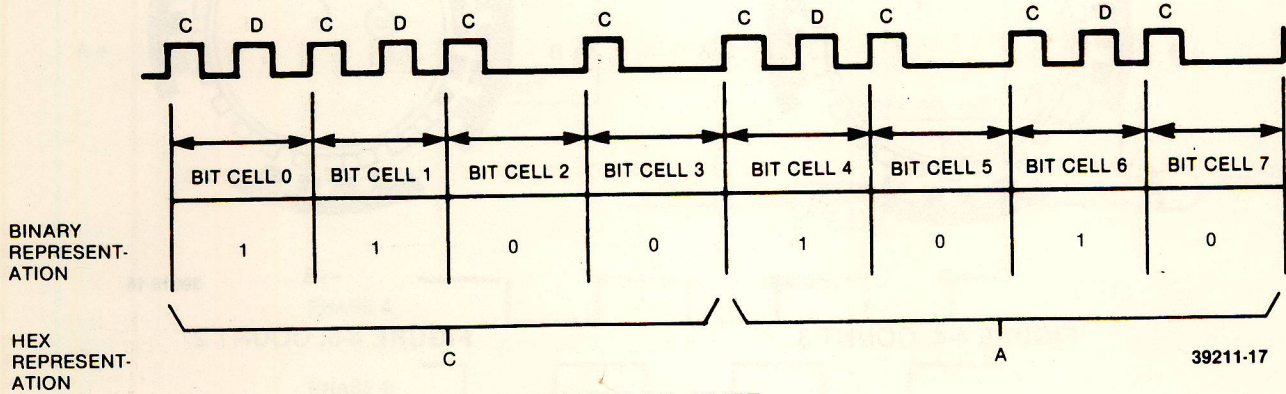 C D C D C C C D C C D C
BIT CELL 0 BIT CELL 1 BIT CELL 2 BIT CELL 3 BIT CELL 4 BIT CELL 5 BIT CELL 6 BIT CELL 7
BINARY
REPRESENT-
ATION
1 1 0 0 1 0 1 0
HEX
REPRESENT-
ATION
C A
39211-17